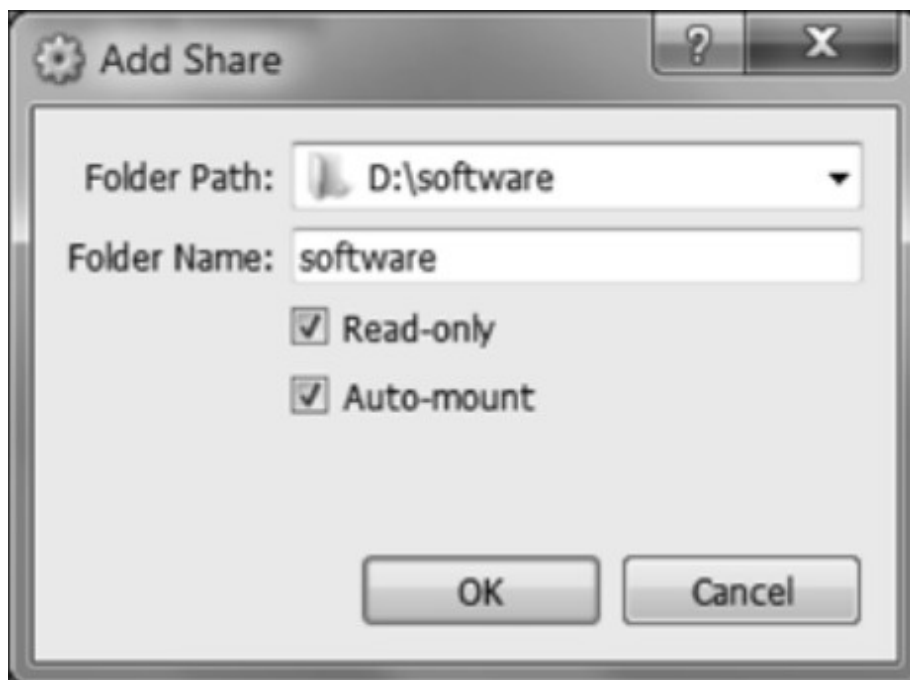 Add Share
Folder Path: D:\software
Folder Name: software
Read-only
Auto-mount
OK Cancel